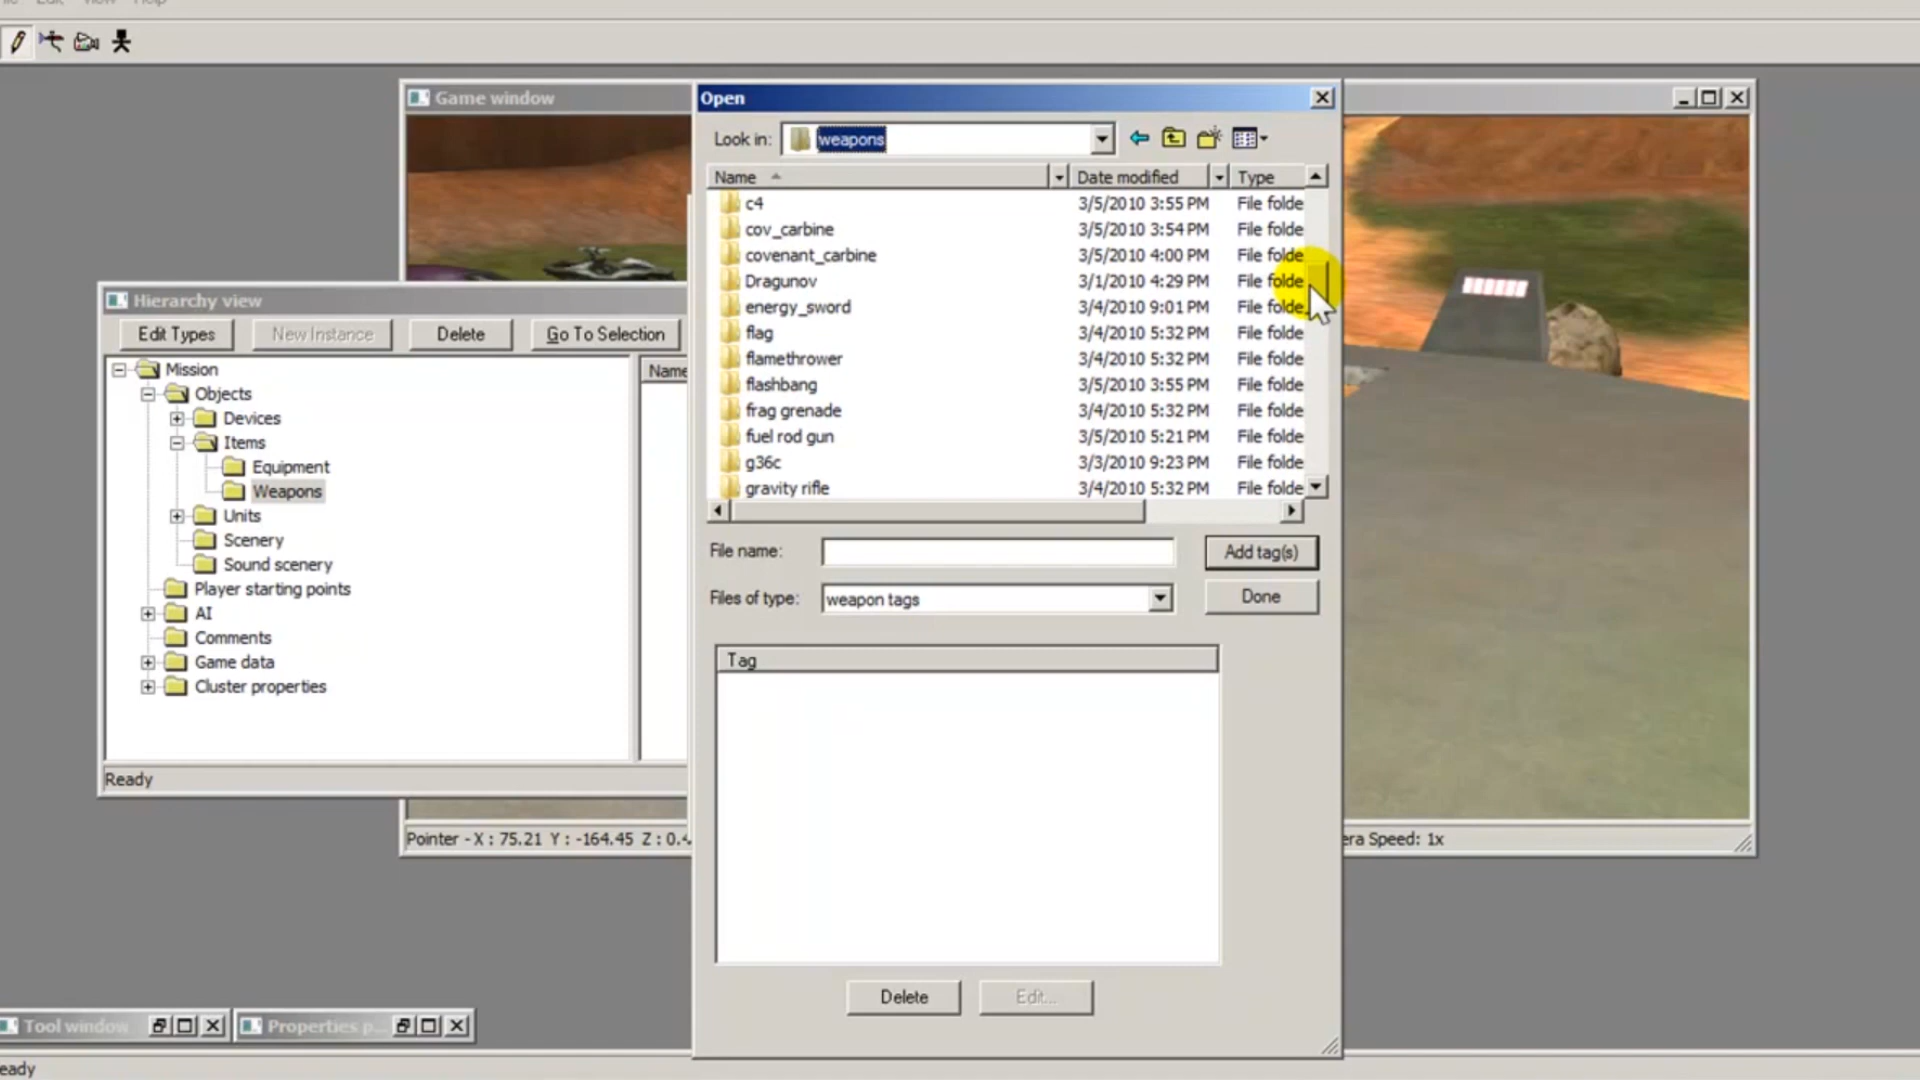 Edit View Help
Game window
Open
Look in: weapons
Name Date modified Type
c4 3/5/2010 3:55 PM File folde
cov_carbine 3/5/2010 3:54 PM File folde
covenant_carbine 3/5/2010 4:00 PM File folde
Dragunov 3/1/2010 4:29 PM File folde
energy_sword 3/4/2010 9:01 PM File folde
flag 3/4/2010 5:32 PM File folde
flamethrower 3/4/2010 5:32 PM File folde
flashbang 3/5/2010 3:55 PM File folde
frag grenade 3/4/2010 5:32 PM File folde
fuel rod gun 3/5/2010 5:21 PM File folde
g36c 3/3/2010 9:23 PM File folde
gravity rifle 3/4/2010 5:32 PM File folde
File name: Add tag(s)
Files of type: weapon tags Done
Tag
Delete Edit...
Hierarchy view
Edit Types New Instance Delete Go To Selection
Mission Name
Objects
Devices
Items
Equipment
Weapons
Units
Scenery
Sound scenery
Player starting points
AI
Comments
Game data
Cluster properties
Ready
Pointer - X : 75.21 Y : -164.45 Z : 0.4
era Speed: 1x
Tool window Properties p...
eady